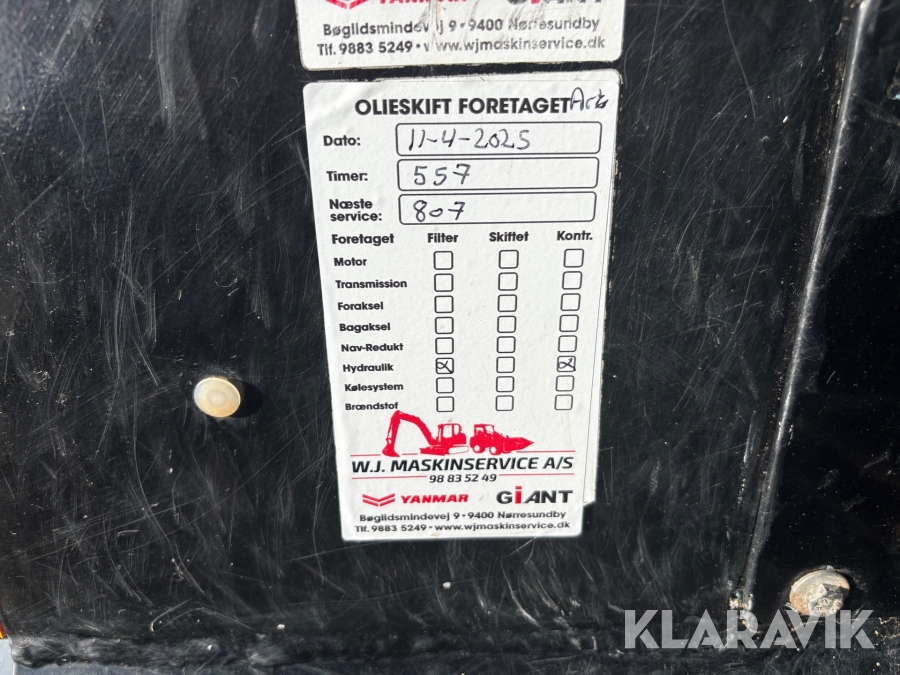 YANMAR GiANT
Bøgildsmindevej 9 • 9400 Nørresundby
Tlf. 9883 5249 • www.wjmaskinservice.dk
OLIESKIFT FORETAGET
Dato: 11-4-2025
Timer: 557
Næste
service: 807
Foretaget Filter Skiftet Kontr.
Motor
Transmission
Foraksel
Bagaksel
Nav-Redukt
Hydraulik
Kølesystem
Brændstof
W.J. MASKINSERVICE A/S
98 83 52 49
YANMAR GiANT
Bøgildsmindevej 9 • 9400 Nørresundby
Tlf. 9883 5249 • www.wjmaskinservice.dk
KLARAVIK